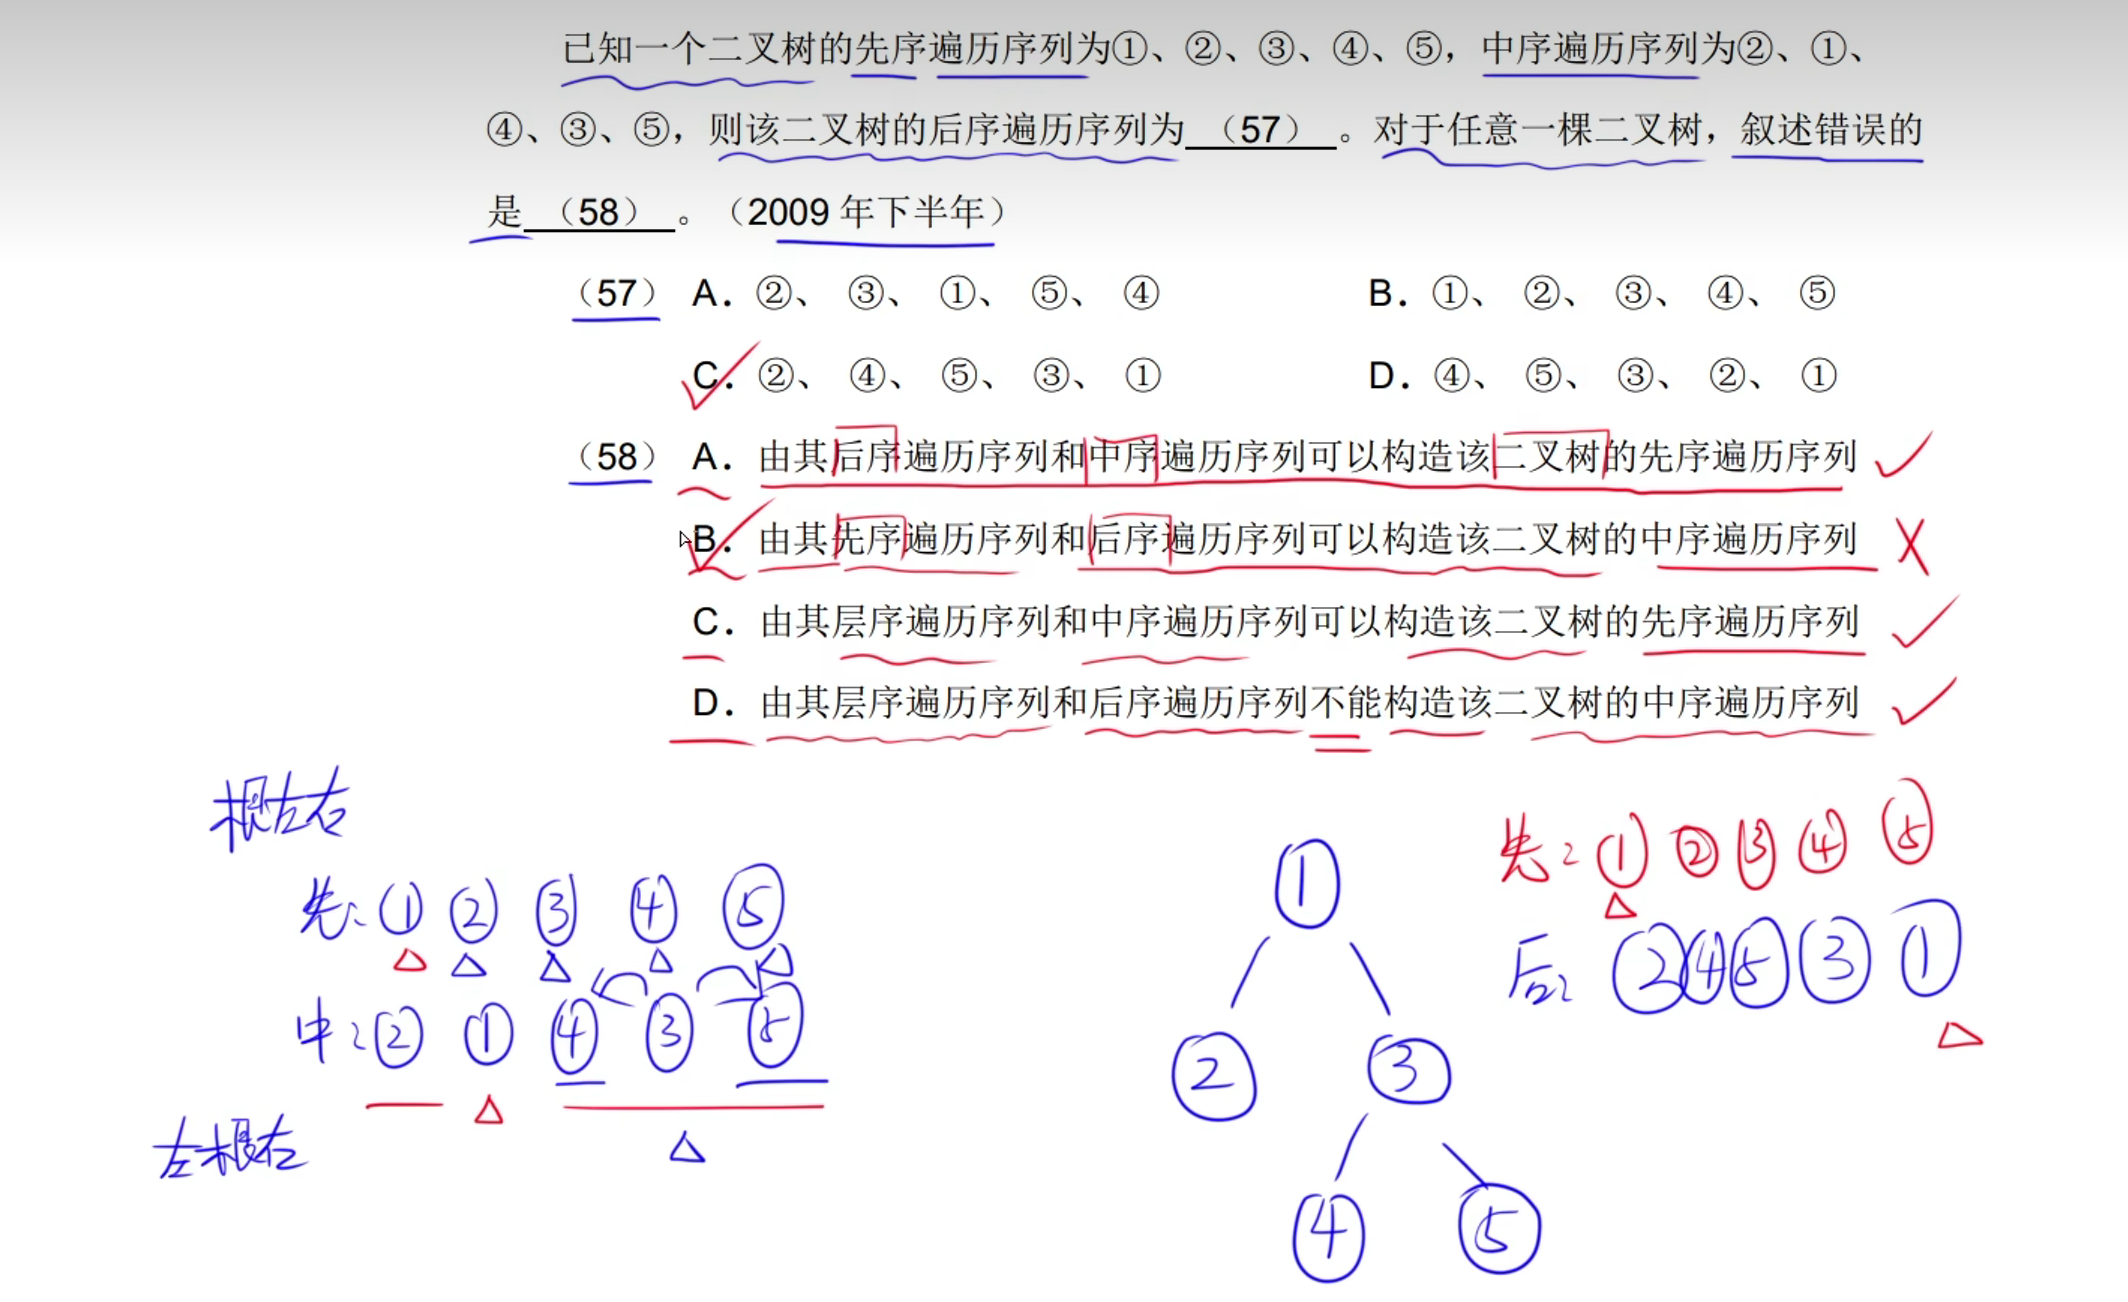 已知一个二叉树的先序遍历序列为①、②、③、④、⑤，中序遍历序列为②、①、
④、③、⑤，则该二叉树的后序遍历序列为（57）。对于任意一棵二叉树，叙述错误的
是（58）。（2009 年下半年）
（57） A. ②、 ③、 ①、 ⑤、 ④ B. ①、 ②、 ③、 ④、 ⑤
C. ②、 ④、 ⑤、 ③、 ① D. ④、 ⑤、 ③、 ②、 ①
（58） A. 由其后序遍历序列和中序遍历序列可以构造该二叉树的先序遍历序列
B. 由其先序遍历序列和后序遍历序列可以构造该二叉树的中序遍历序列
C. 由其层序遍历序列和中序遍历序列可以构造该二叉树的先序遍历序列
D. 由其层序遍历序列和后序遍历序列不能构造该二叉树的中序遍历序列
根左右
先: ① ② ③ ④ ⑤
中: ② ① ④ ③ ⑤
左根右
①
② ③
④ ⑤
先: ① ② ③ ④ ⑤
后: ② ④ ⑤ ③ ①